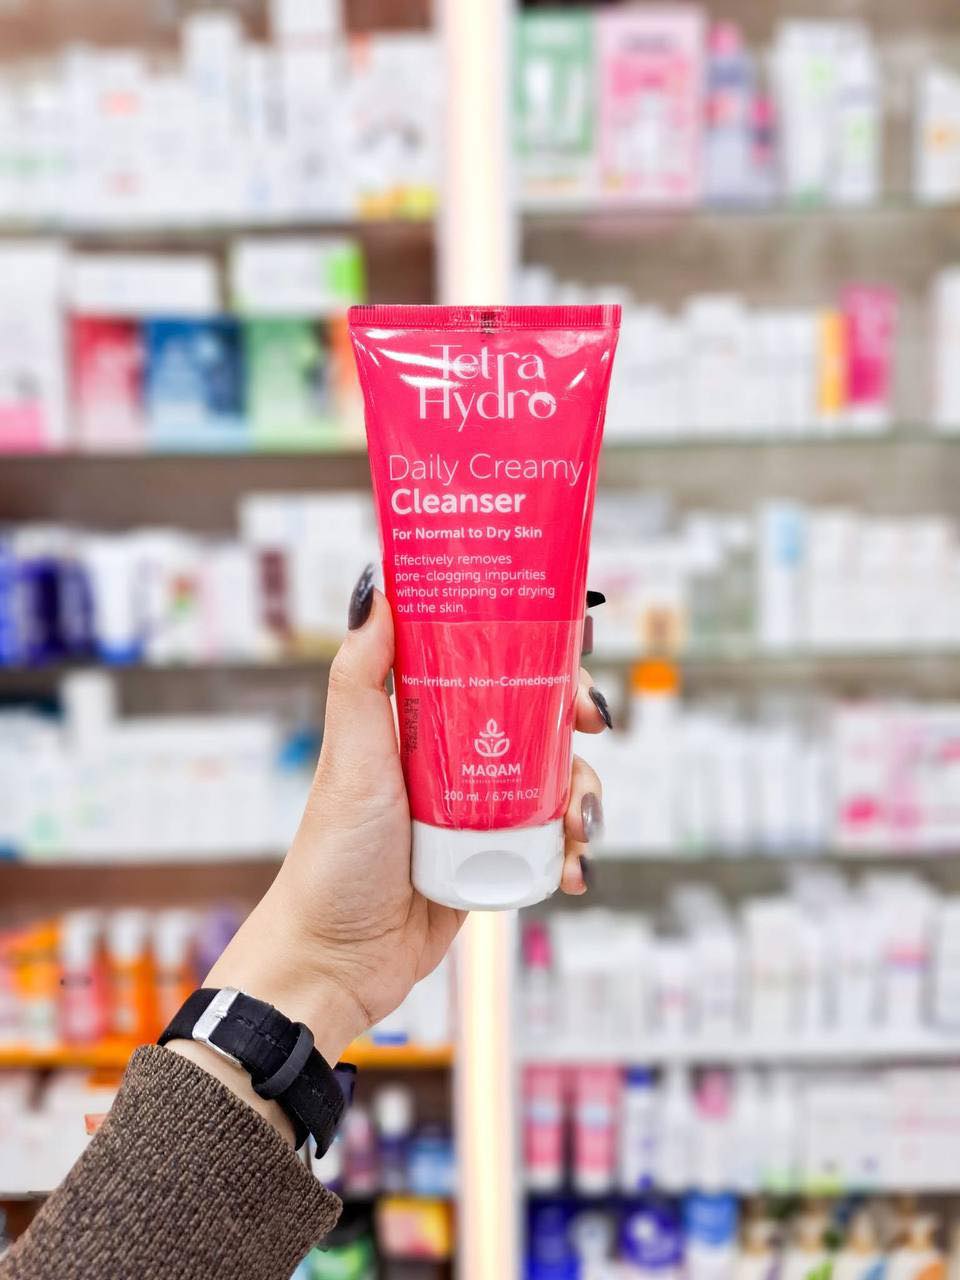 Tetra
Hydro
Daily Creamy
Cleanser
For Normal to Dry Skin
Effectively removes
pore-clogging impurities
without stripping or drying
out the skin.
Non-Irritant, Non-Comedogenic
MAQAM
200 ml. / 6.76 fl.OZ